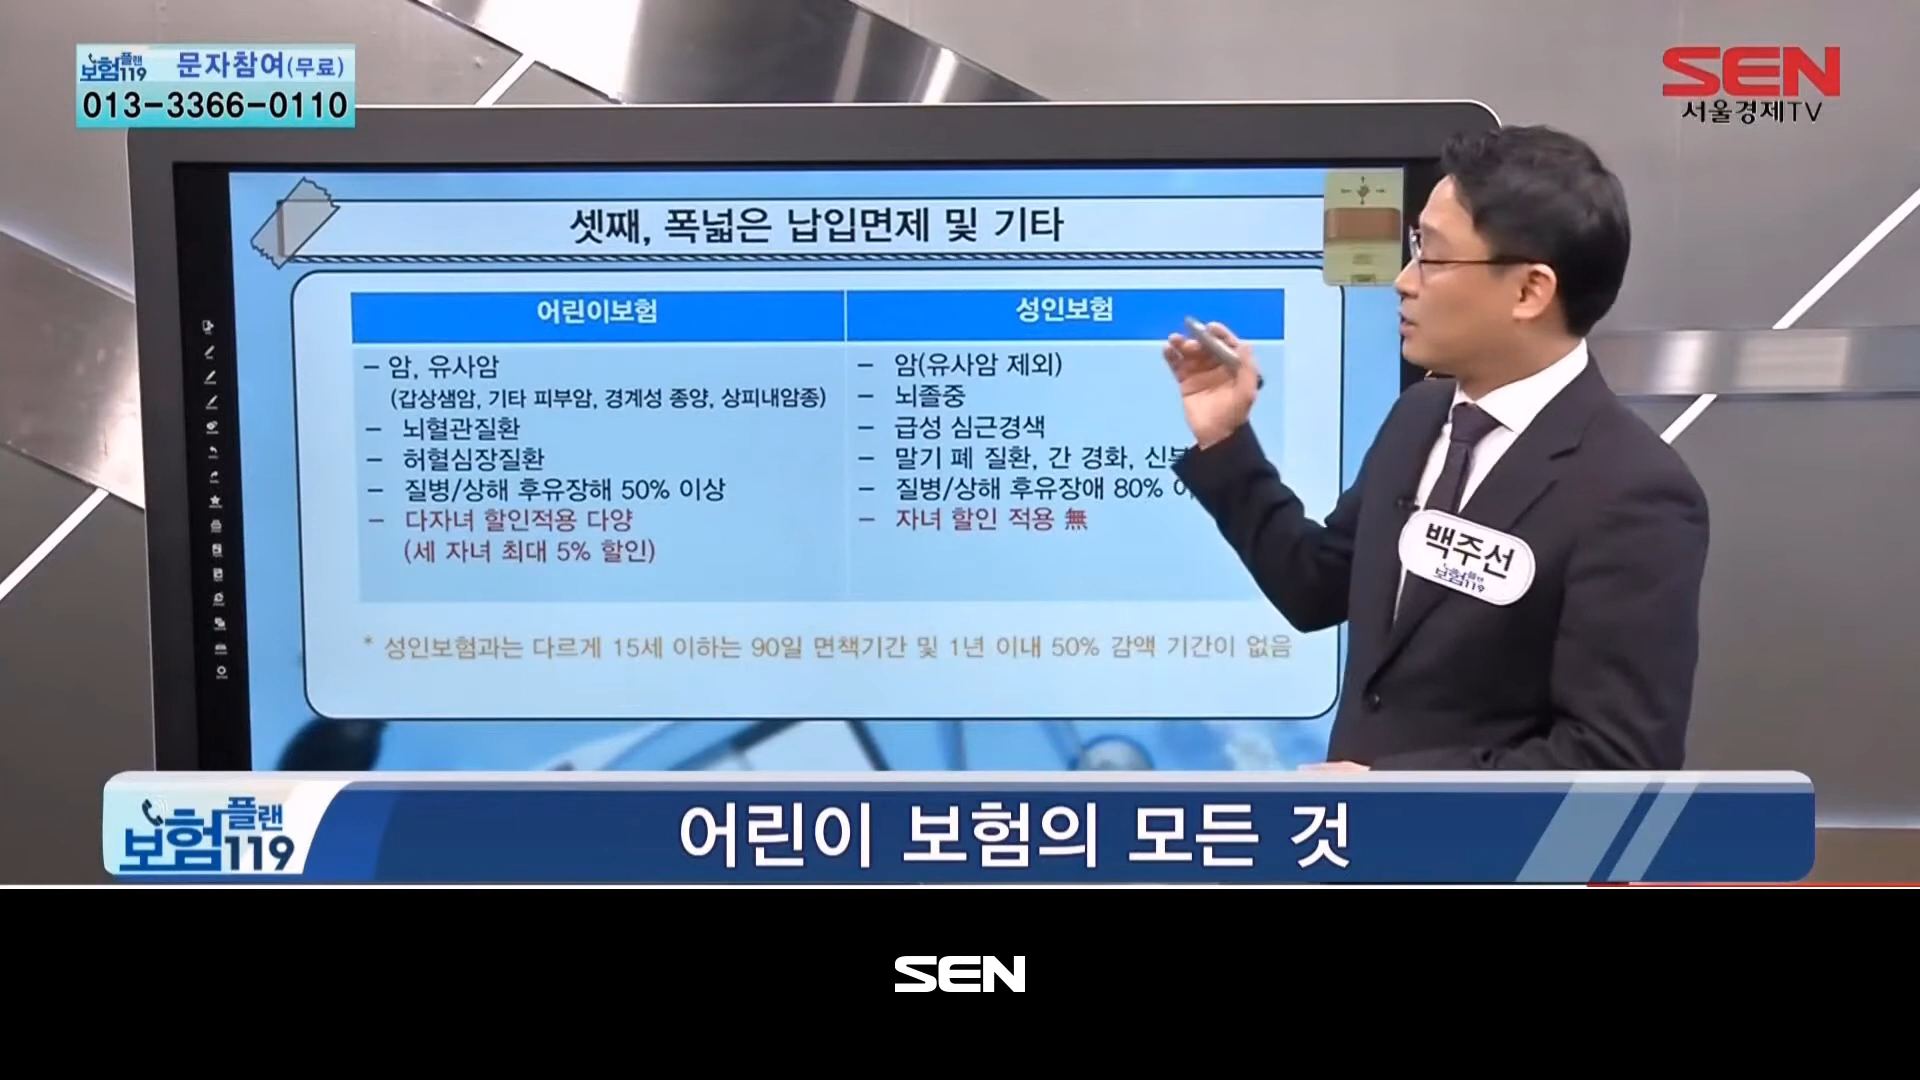 보험플랜119 문자참여(무료)
013-3366-0110
SEN
서울경제TV
셋째, 폭넓은 납입면제 및 기타
어린이보험
- 암, 유사암
(갑상샘암, 기타 피부암, 경계성 종양, 상피내암종)
- 뇌혈관질환
- 허혈심장질환
- 질병/상해 후유장해 50% 이상
- 다자녀 할인적용 다양
(세 자녀 최대 5% 할인)
성인보험
- 암(유사암 제외)
- 뇌졸중
- 급성 심근경색
- 말기 폐 질환, 간 경화,
- 질병/상해 후유장애 80%
- 자녀 할인 적용 無
* 성인보험과는 다르게 15세 이하는 90일 면책기간 및 1년 이내 50% 감액 기간이 없음
백주선
보험플랜119
보험플랜119
어린이 보험의 모든 것
SEN